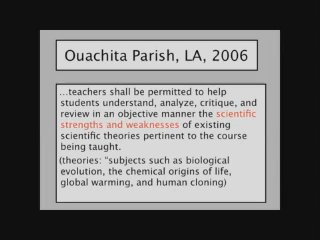 Ouachita Parish, LA, 2006
…teachers shall be permitted to help
students understand, analyze, critique, and
review in an objective manner the scientific
strengths and weaknesses of existing
scientific theories pertinent to the course
being taught.
(theories: "subjects such as biological
evolution, the chemical origins of life,
global warming, and human cloning)